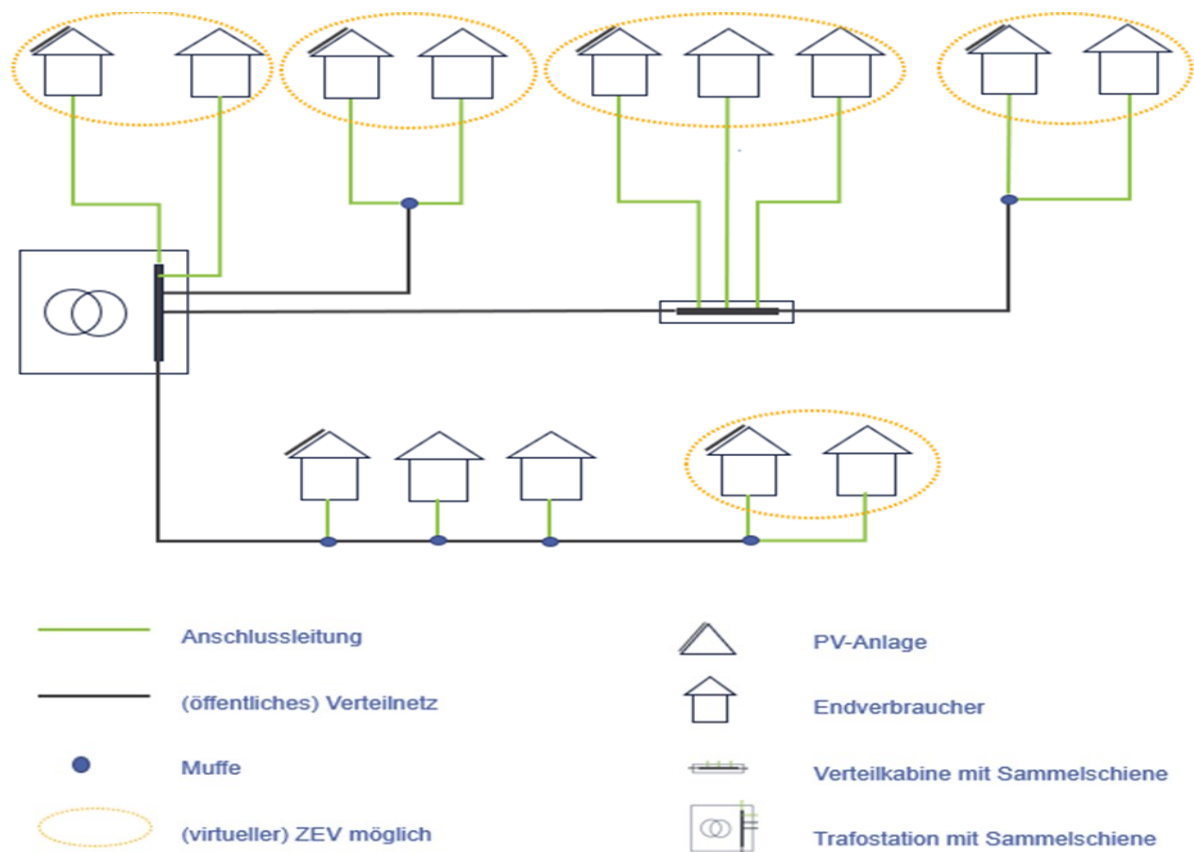 Anschlussleitung
PV-Anlage
(öffentliches) Verteilnetz
Endverbraucher
Muffe
Verteilkabine mit Sammelschiene
(virtueller) ZEV möglich
Trafostation mit Sammelschiene